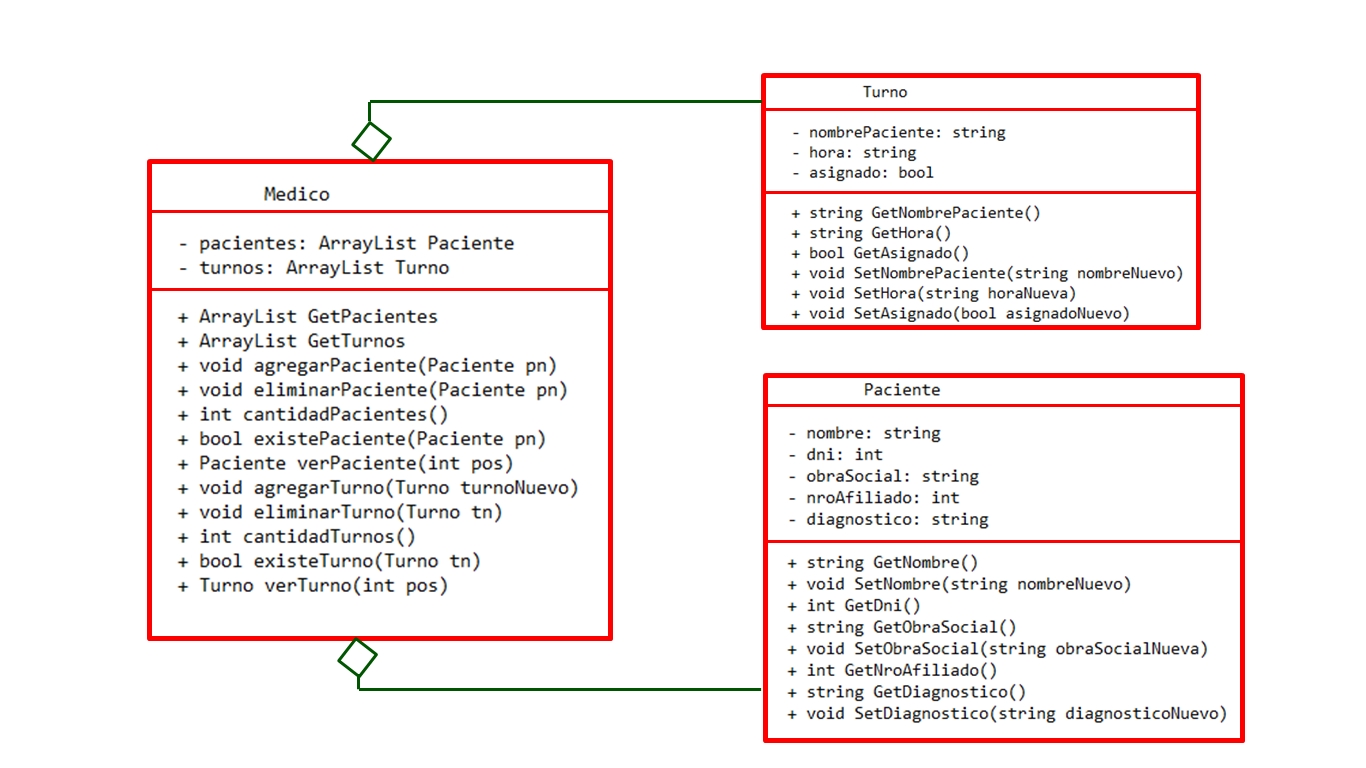 Turno
- nombrePaciente: string
- hora: string
- asignado: bool
+ string GetNombrePaciente()
+ string GetHora()
+ bool GetAsignado()
+ void SetNombrePaciente(string nombreNuevo)
+ void SetHora(string horaNueva)
+ void SetAsignado(bool asignadoNuevo)
Medico
- pacientes: ArrayList Paciente
- turnos: ArrayList Turno
+ ArrayList GetPacientes
+ ArrayList GetTurnos
+ void agregarPaciente(Paciente pn)
+ void eliminarPaciente(Paciente pn)
+ int cantidadPacientes()
+ bool existePaciente(Paciente pn)
+ Paciente verPaciente(int pos)
+ void agregarTurno(Turno turnoNuevo)
+ void eliminarTurno(Turno tn)
+ int cantidadTurnos()
+ bool existeTurno(Turno tn)
+ Turno verTurno(int pos)
Paciente
- nombre: string
- dni: int
- obraSocial: string
- nroAfiliado: int
- diagnostico: string
+ string GetNombre()
+ void SetNombre(string nombreNuevo)
+ int GetDni()
+ string GetObraSocial()
+ void SetObraSocial(string obraSocialNueva)
+ int GetNroAfiliado()
+ string GetDiagnostico()
+ void SetDiagnostico(string diagnosticoNuevo)